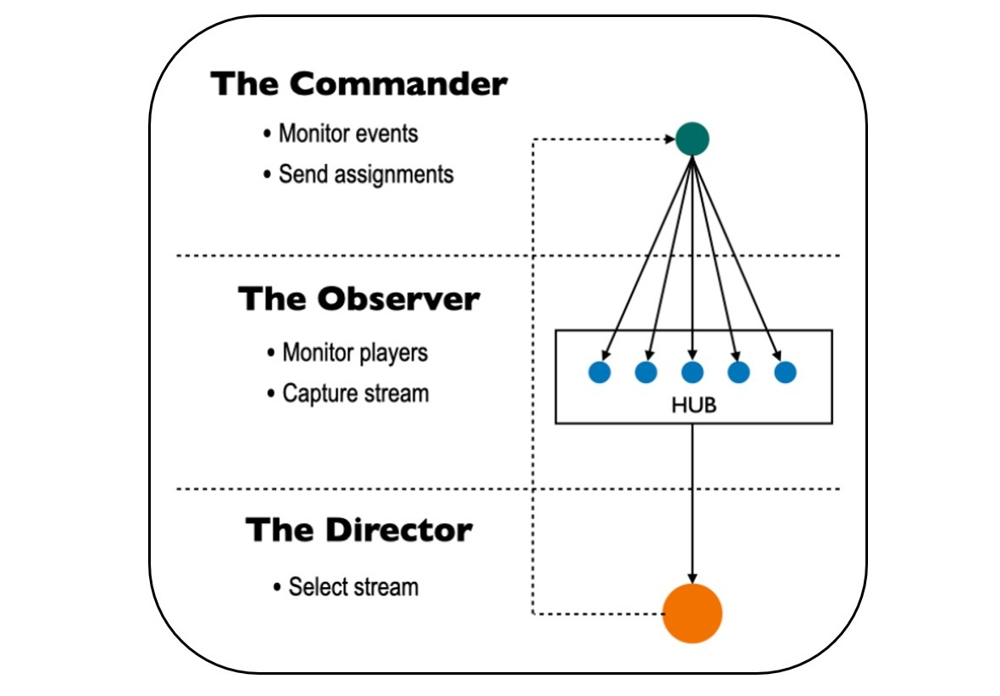 The Commander
• Monitor events
• Send assignments
The Observer
• Monitor players
• Capture stream
HUB
The Director
• Select stream